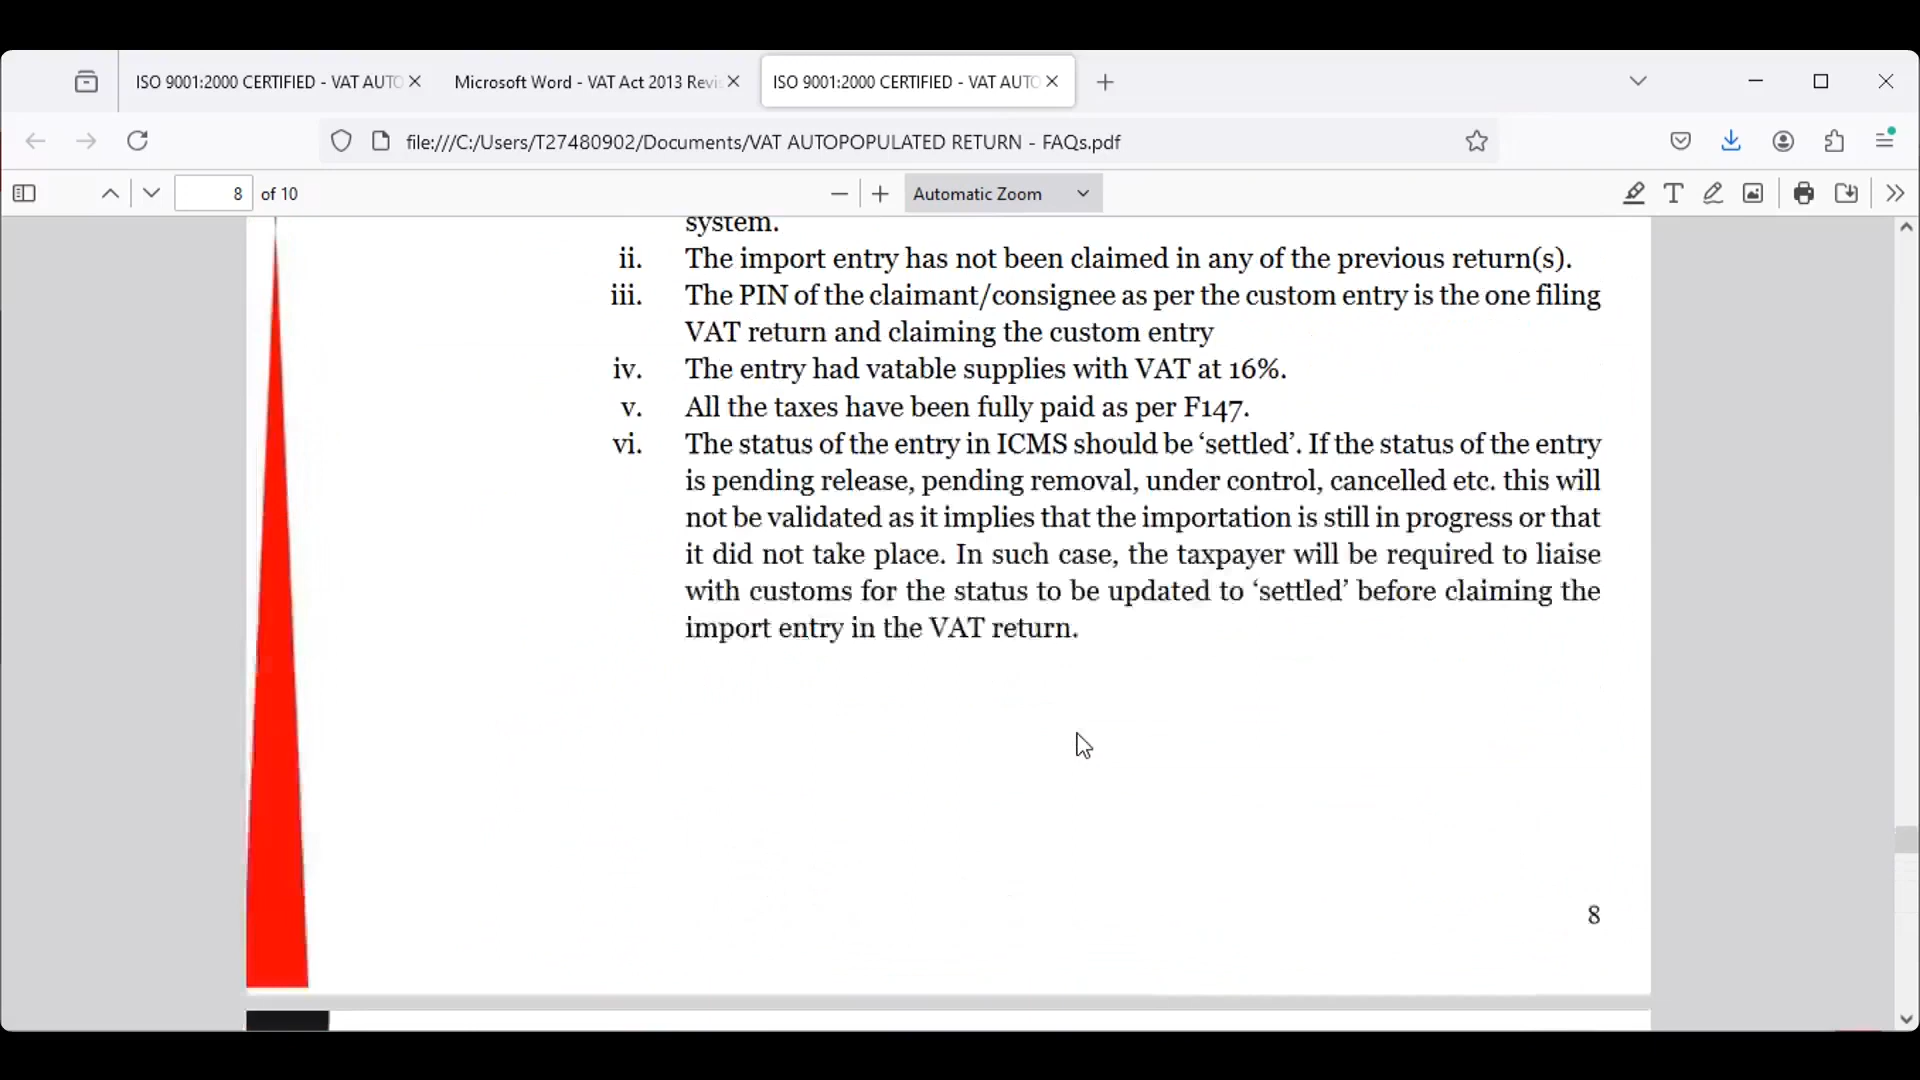 ISO 9001:2000 CERTIFIED - VAT AUTO
Microsoft Word - VAT Act 2013 Revi
ISO 9001:2000 CERTIFIED - VAT AUTO
file:///C:/Users/T27480902/Documents/VAT AUTOPOPULATED RETURN - FAQs.pdf
8 of 10
Automatic Zoom
system.
ii. The import entry has not been claimed in any of the previous return(s).
iii. The PIN of the claimant/consignee as per the custom entry is the one filing
VAT return and claiming the custom entry
iv. The entry had vatable supplies with VAT at 16%.
v. All the taxes have been fully paid as per F147.
vi. The status of the entry in ICMS should be ‘settled’. If the status of the entry
is pending release, pending removal, under control, cancelled etc. this will
not be validated as it implies that the importation is still in progress or that
it did not take place. In such case, the taxpayer will be required to liaise
with customs for the status to be updated to ‘settled’ before claiming the
import entry in the VAT return.
8